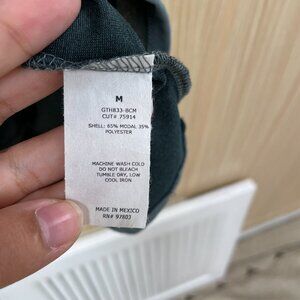 M
GTH833-8CM
CUT# 75914
SHELL: 65% MODAL 35%
POLYESTER
MACHINE WASH COLD
DO NOT BLEACH
TUMBLE DRY, LOW
COOL IRON
MADE IN MEXICO
RN# 97803